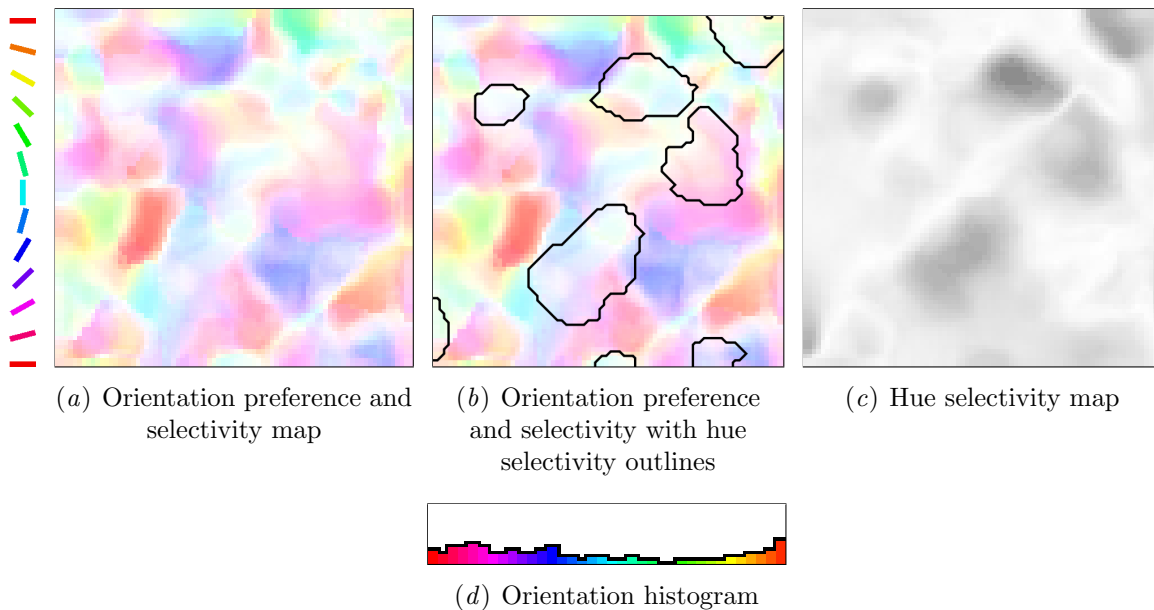 (a) Orientation preference and
selectivity map
(b) Orientation preference
and selectivity with hue
selectivity outlines
(c) Hue selectivity map
(d) Orientation histogram